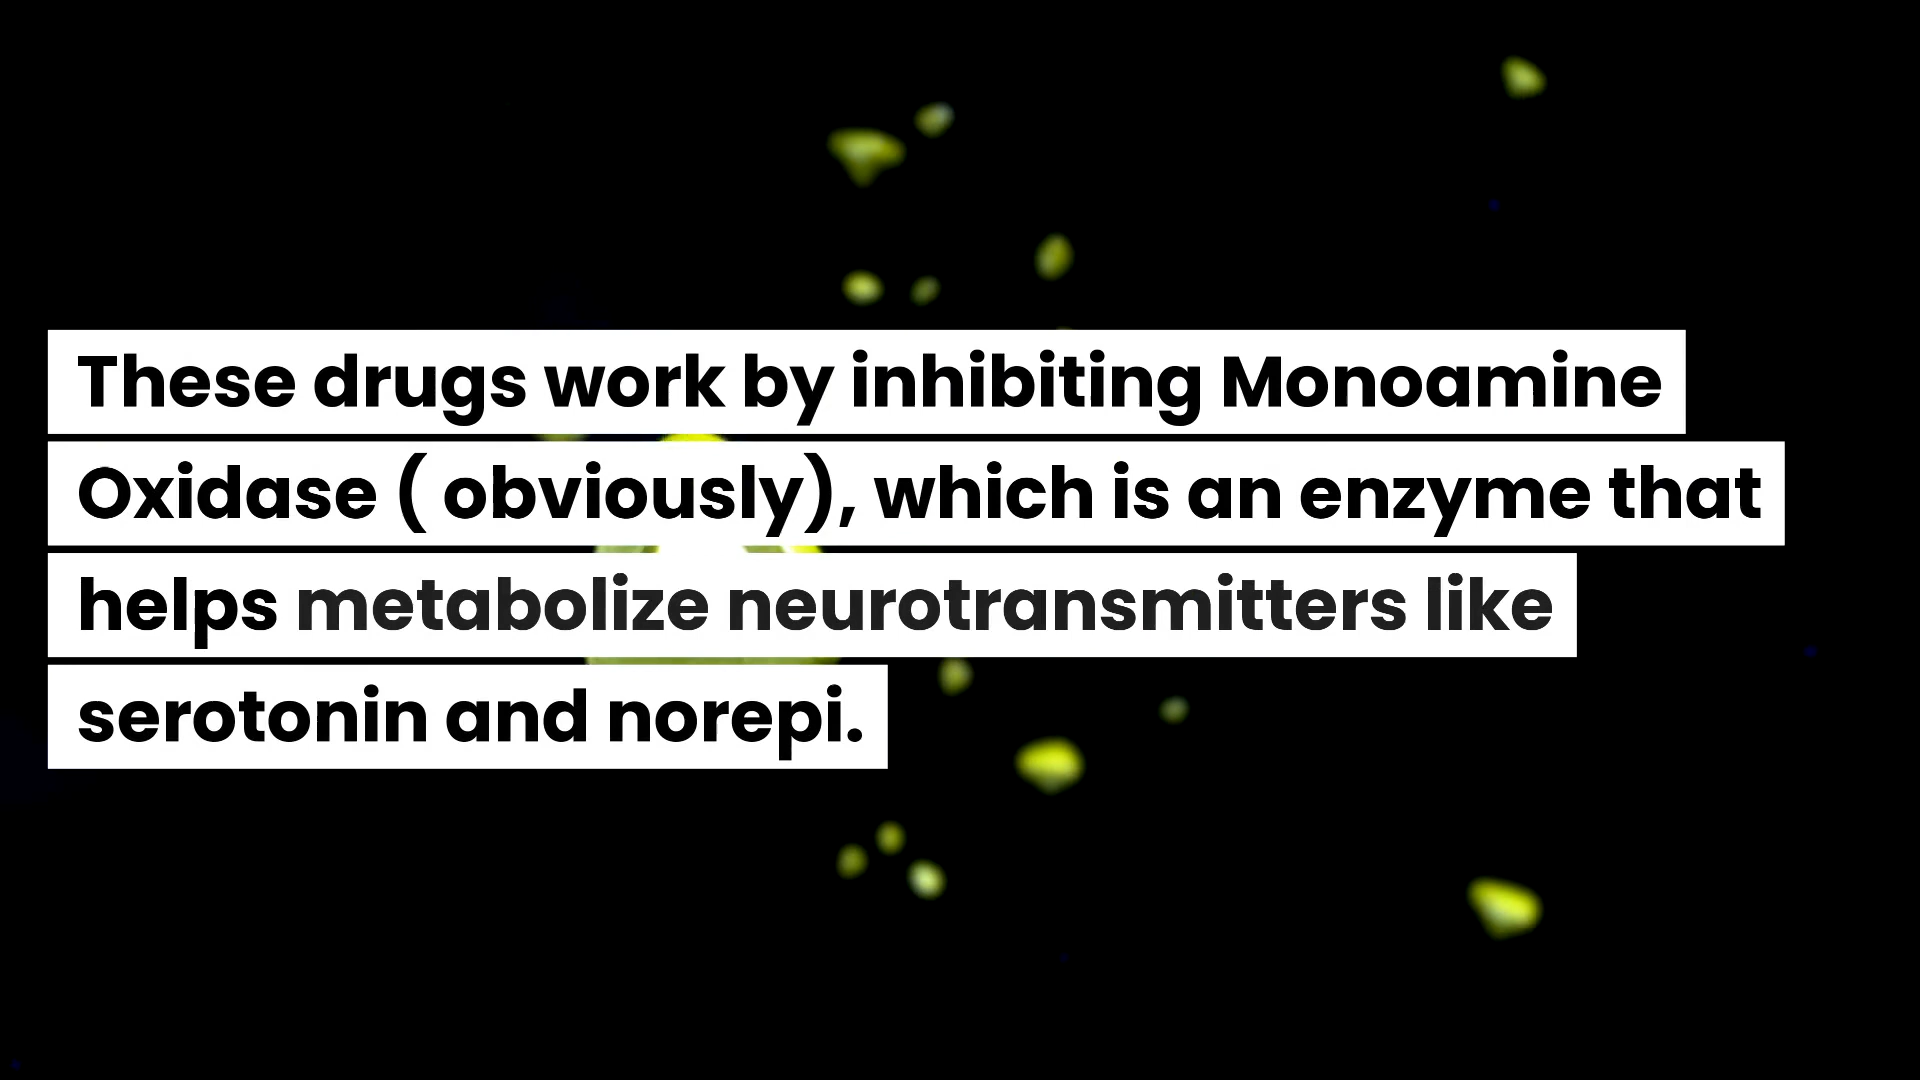 These drugs work by inhibiting Monoamine
Oxidase ( obviously), which is an enzyme that
helps metabolize neurotransmitters like
serotonin and norepi.